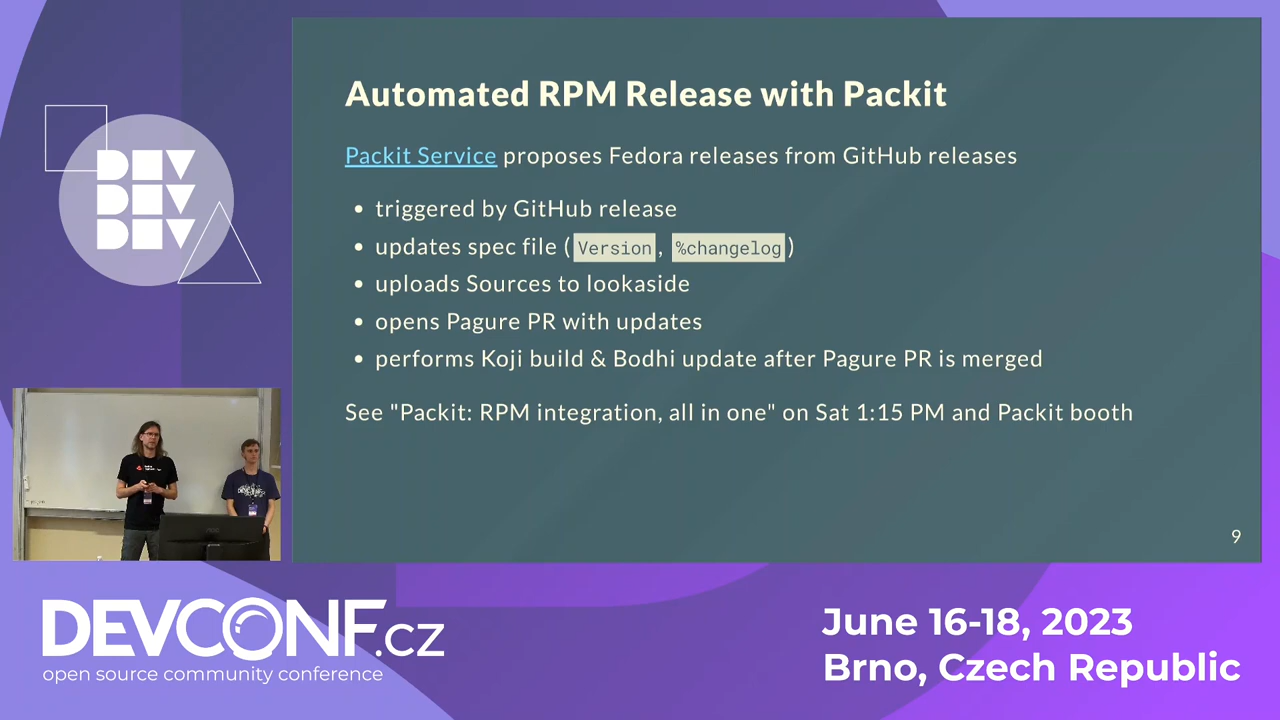 DEV
DEV
DEV
Automated RPM Release with Packit
Packit Service proposes Fedora releases from GitHub releases
• triggered by GitHub release
• updates spec file ( Version , %changelog )
• uploads Sources to lookaside
• opens Pagure PR with updates
• performs Koji build & Bodhi update after Pagure PR is merged
See "Packit: RPM integration, all in one" on Sat 1:15 PM and Packit booth
9
DEVCONF.cz
open source community conference
June 16-18, 2023
Brno, Czech Republic